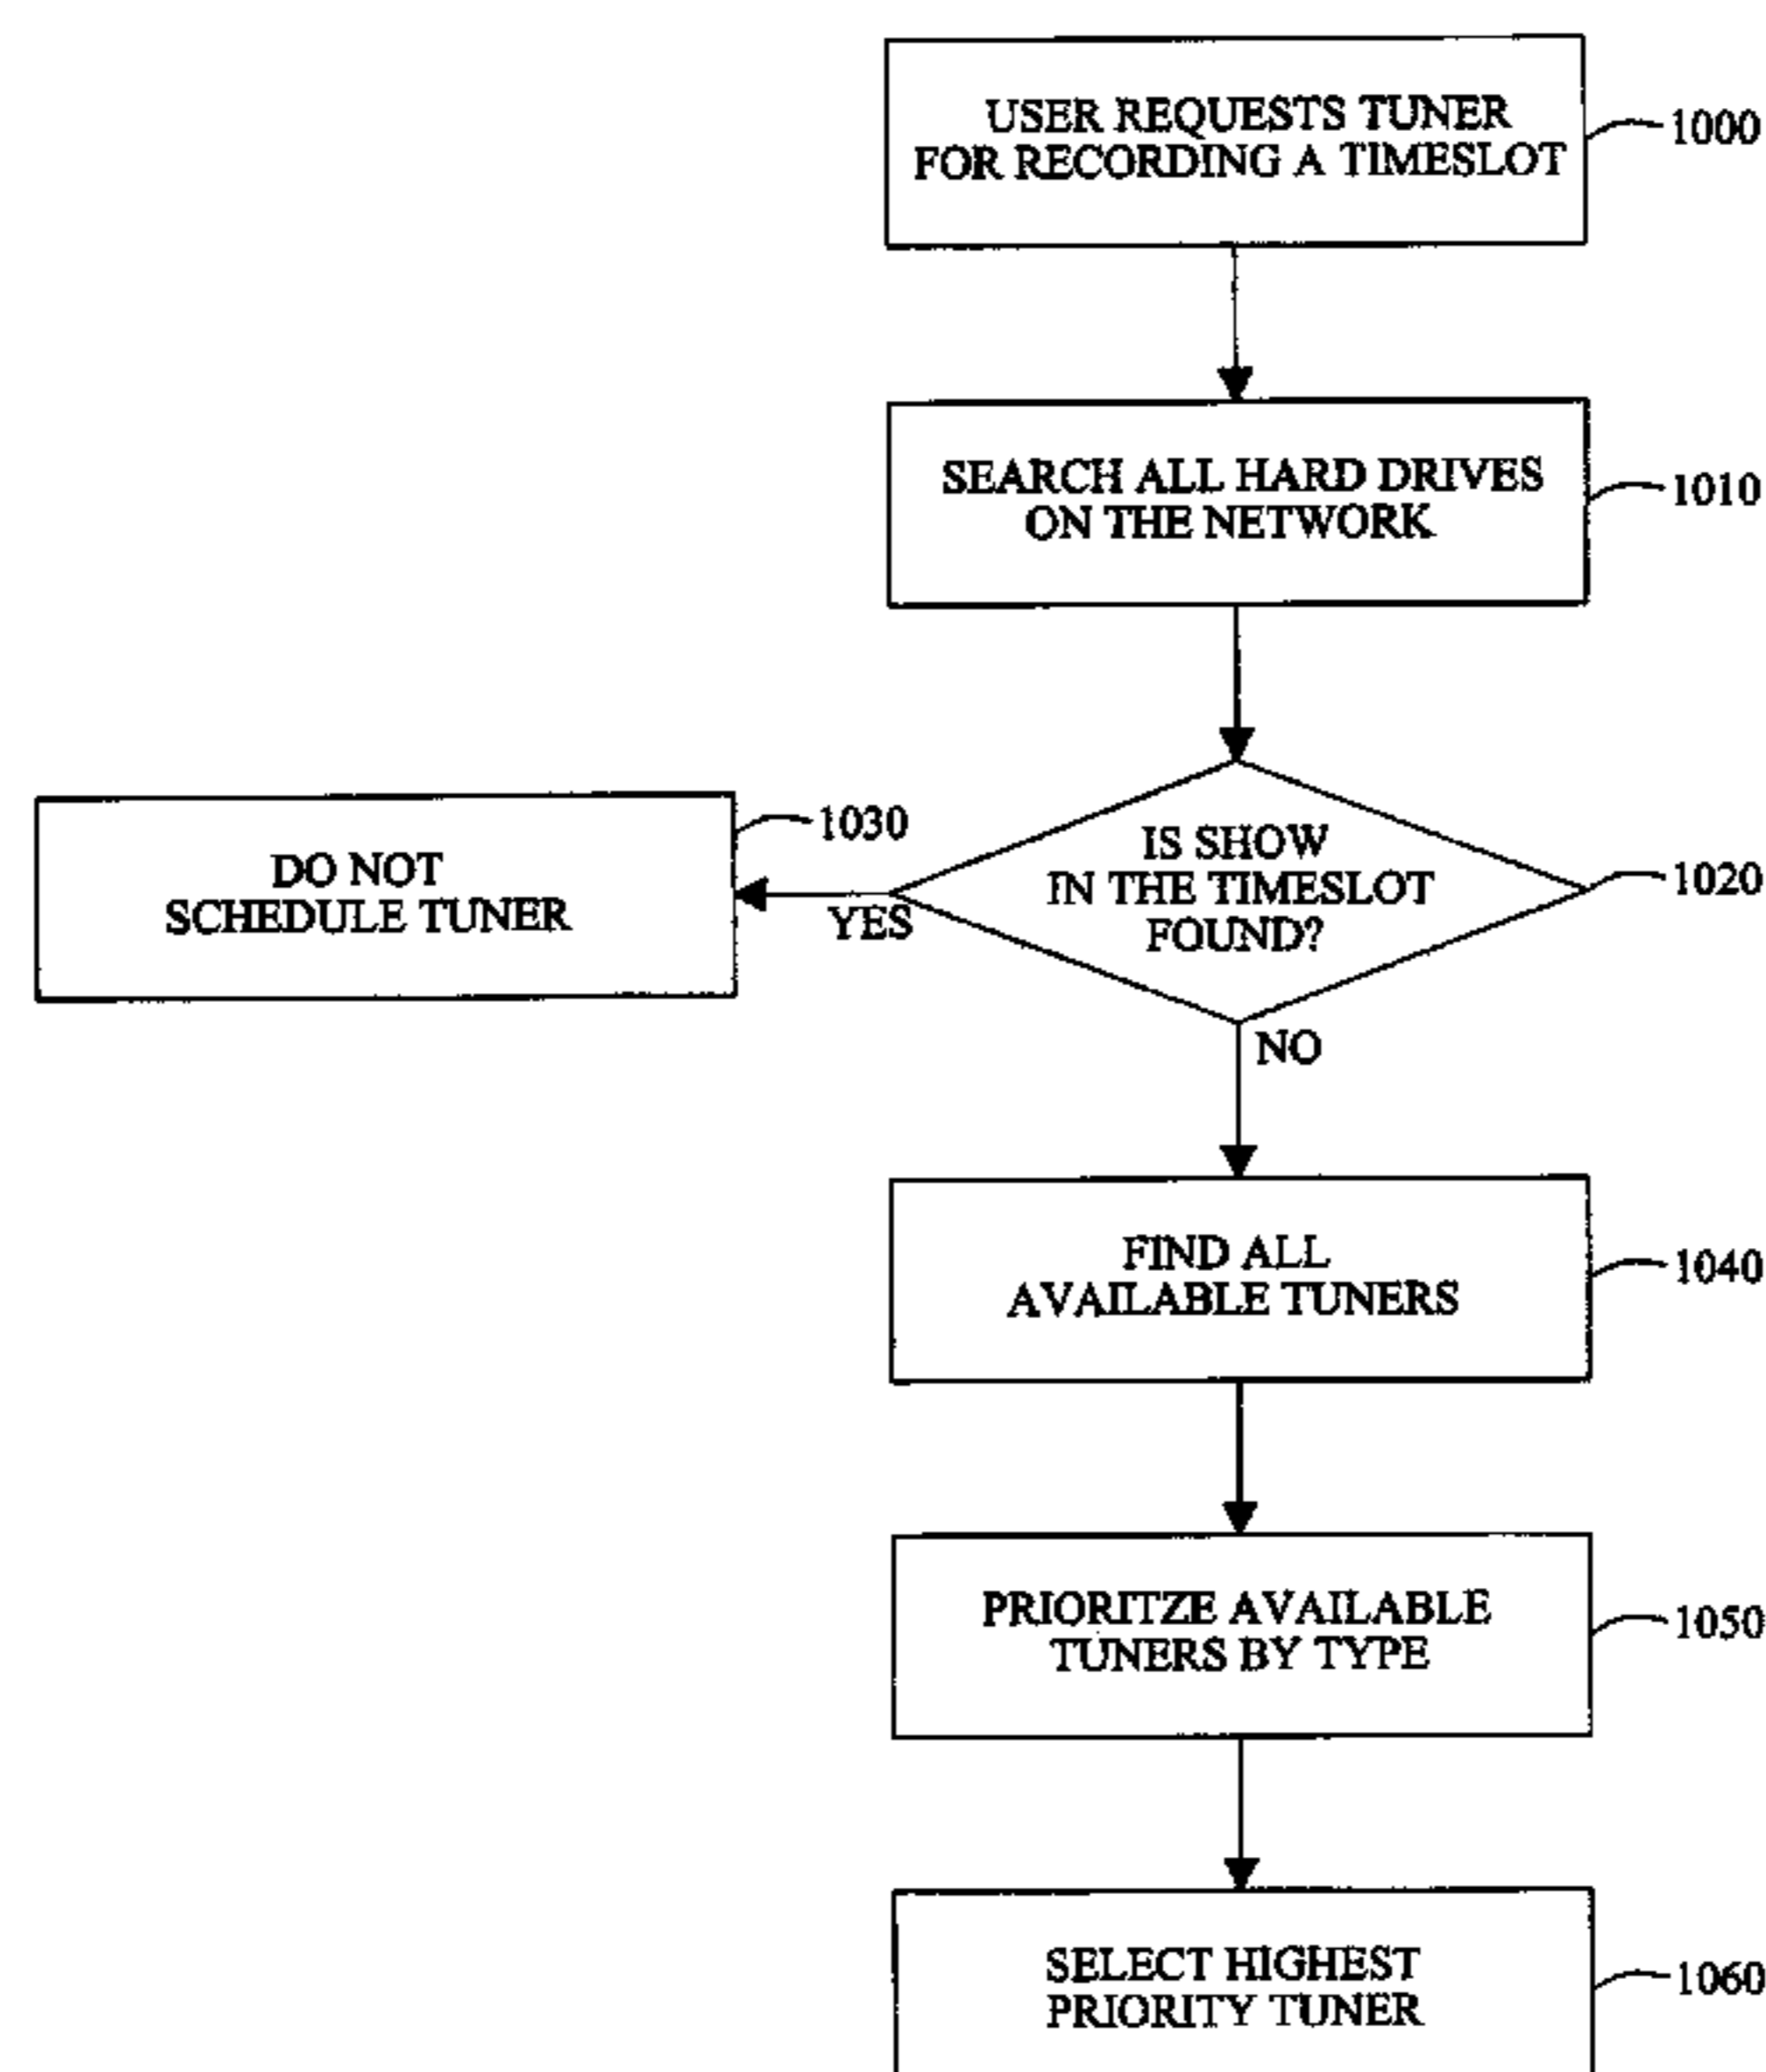 USER REQUESTS TUNER
FOR RECORDING A TIMESLOT
1000
SEARCH ALL HARD DRIVES
ON THE NETWORK
1010
IS SHOW
IN THE TIMESLOT
FOUND?
1020
YES
DO NOT
SCHEDULE TUNER
1030
NO
FIND ALL
AVAILABLE TUNERS
1040
PRIORITZE AVAILABLE
TUNERS BY TYPE
1050
SELECT HIGHEST
PRIORITY TUNER
1060